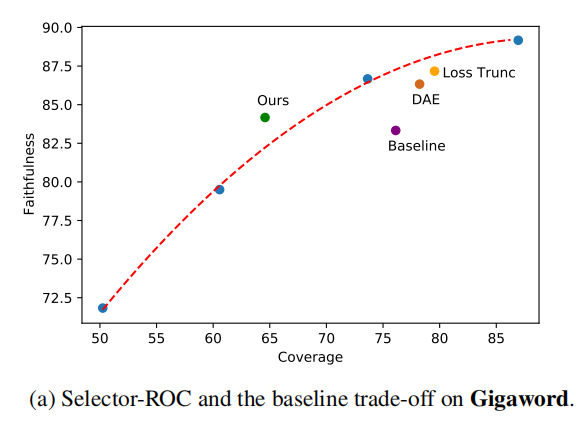 90.0
87.5
85.0
82.5
80.0
77.5
75.0
72.5
Faithfulness
Ours
Loss Trunc
DAE
Baseline
50 55 60 65 70 75 80 85
Coverage
(a) Selector-ROC and the baseline trade-off on Gigaword.